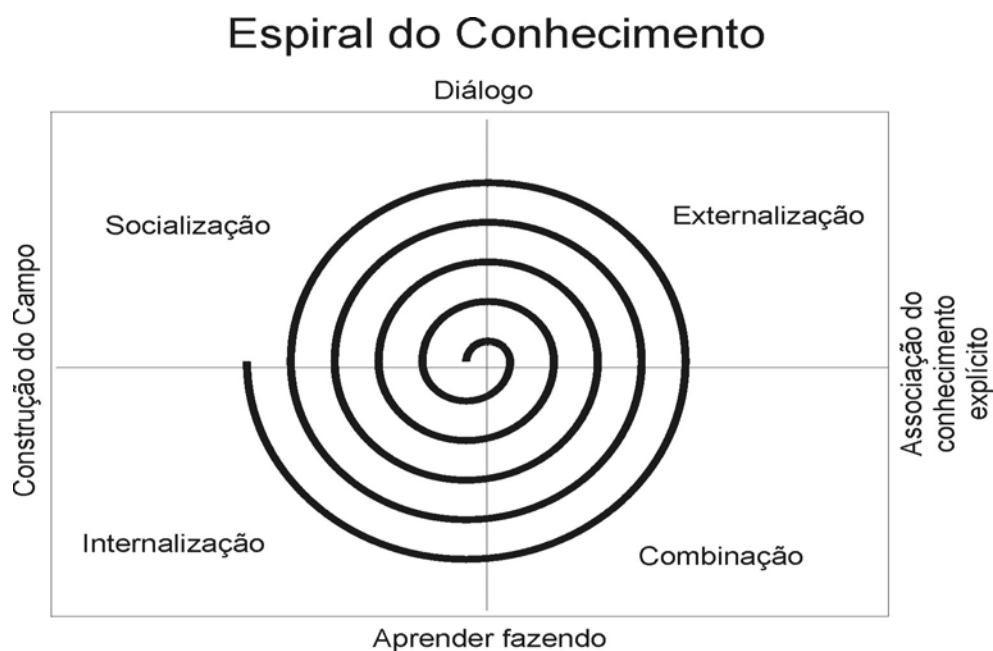 Espiral do Conhecimento
Diálogo
Socialização
Externalização
Construção do Campo
Associação do
conhecimento
explícito
Internalização
Combinação
Aprender fazendo